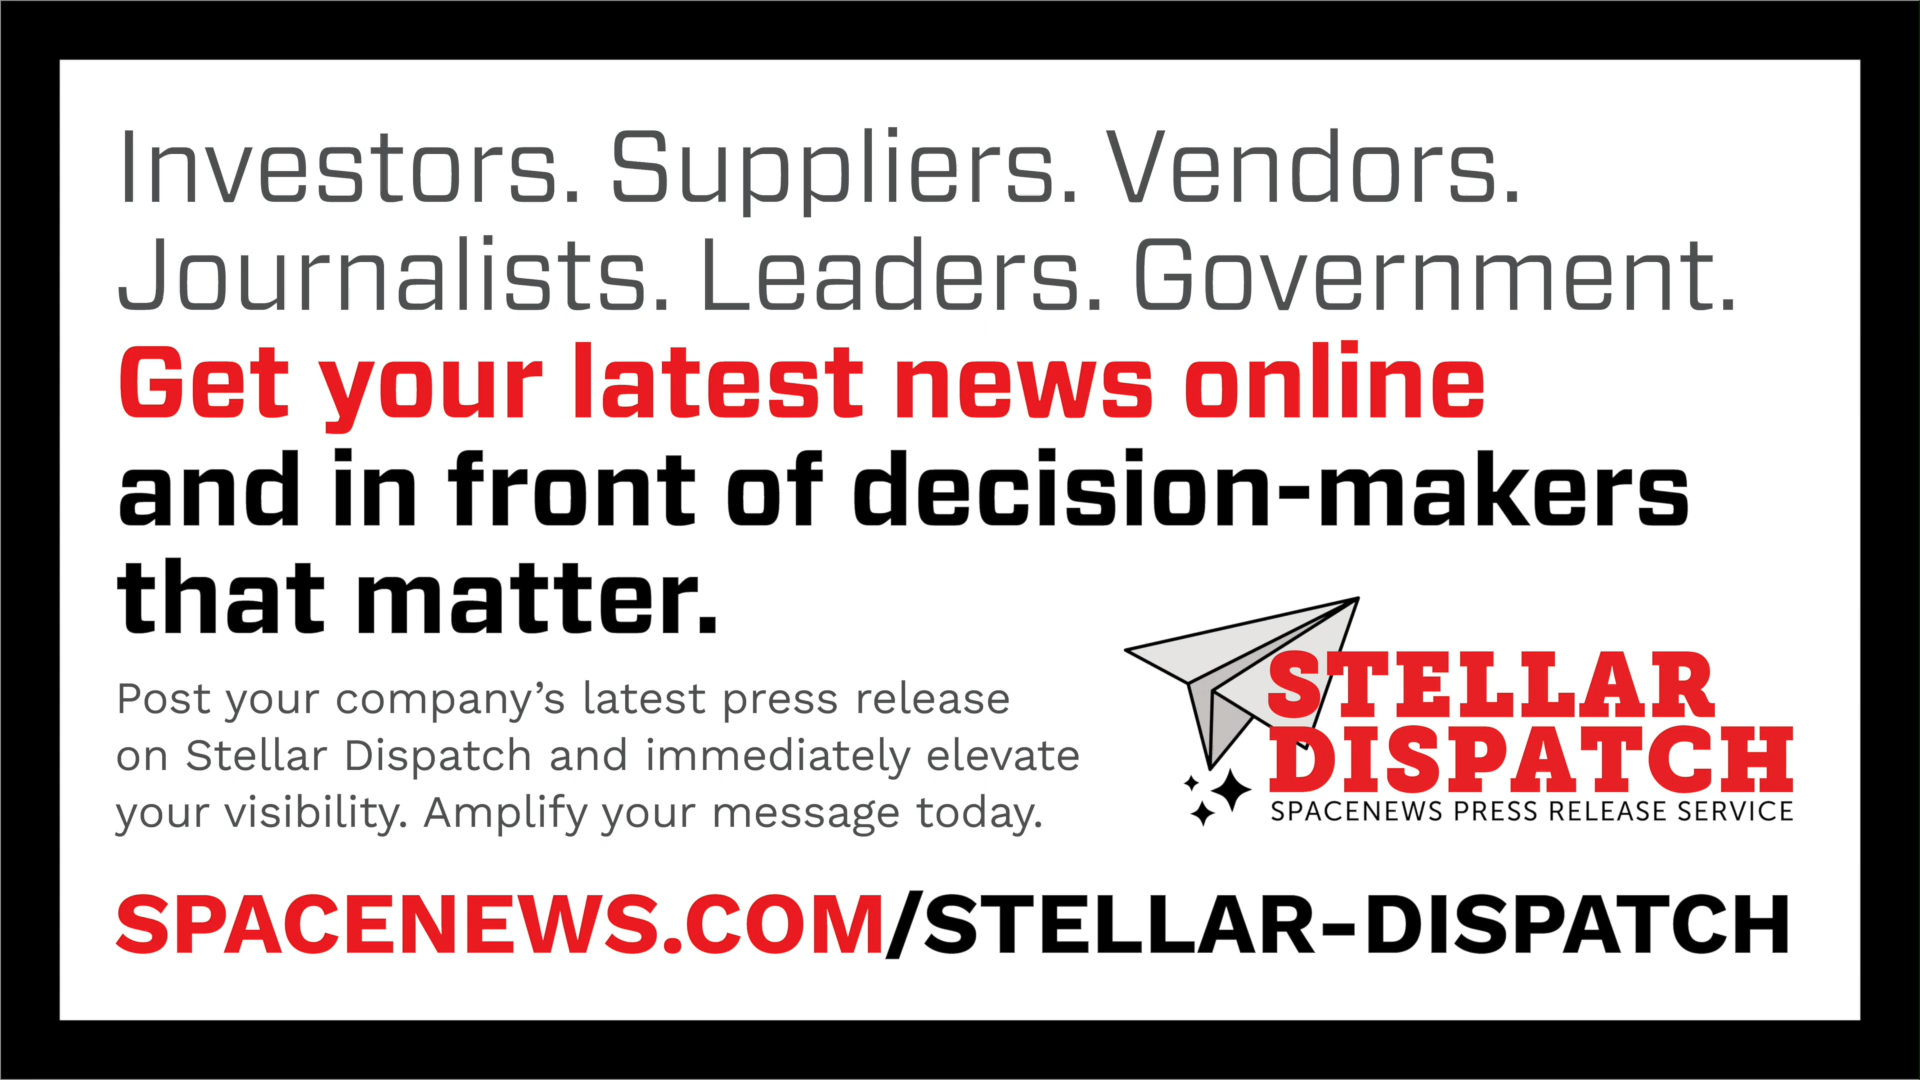 Investors. Suppliers. Vendors.
Journalists. Leaders. Government.
Get your latest news online
and in front of decision-makers
that matter.
Post your company’s latest press release
on Stellar Dispatch and immediately elevate
your visibility. Amplify your message today.
STELLAR
DISPATCH
SPACENEWS PRESS RELEASE SERVICE
SPACENEWS.COM/STELLAR-DISPATCH